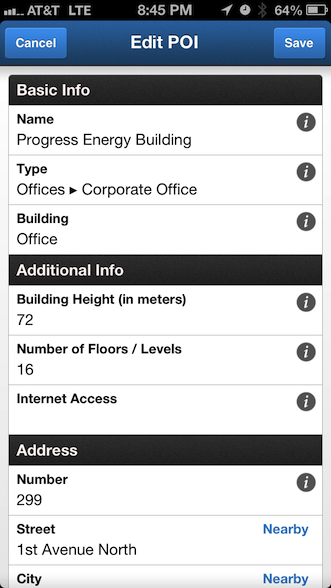 AT&T LTE 8:45 PM 64%
Cancel Edit POI Save
Basic Info
Name
Progress Energy Building
Type
Offices ▸ Corporate Office
Building
Office
Additional Info
Building Height (in meters)
72
Number of Floors / Levels
16
Internet Access
Address
Number
299
Street Nearby
1st Avenue North
City Nearby